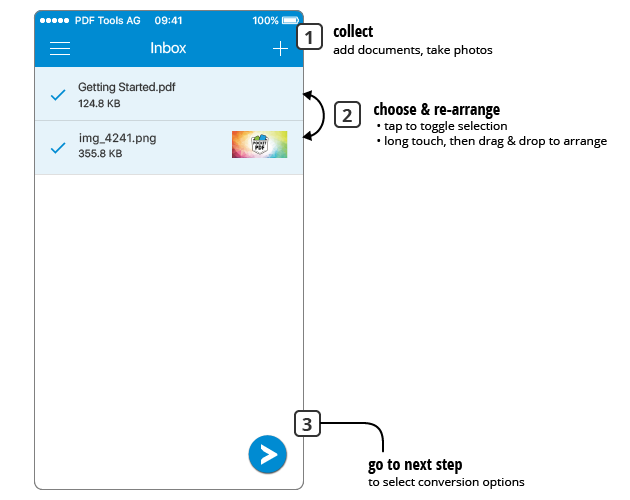 PDF Tools AG 09:41 100%
Inbox
1
collect
add documents, take photos
Getting Started.pdf
124.8 KB
img_4241.png
355.8 KB
POCKET
PDF
2
choose & re-arrange
• tap to toggle selection
• long touch, then drag & drop to arrange
3
go to next step
to select conversion options